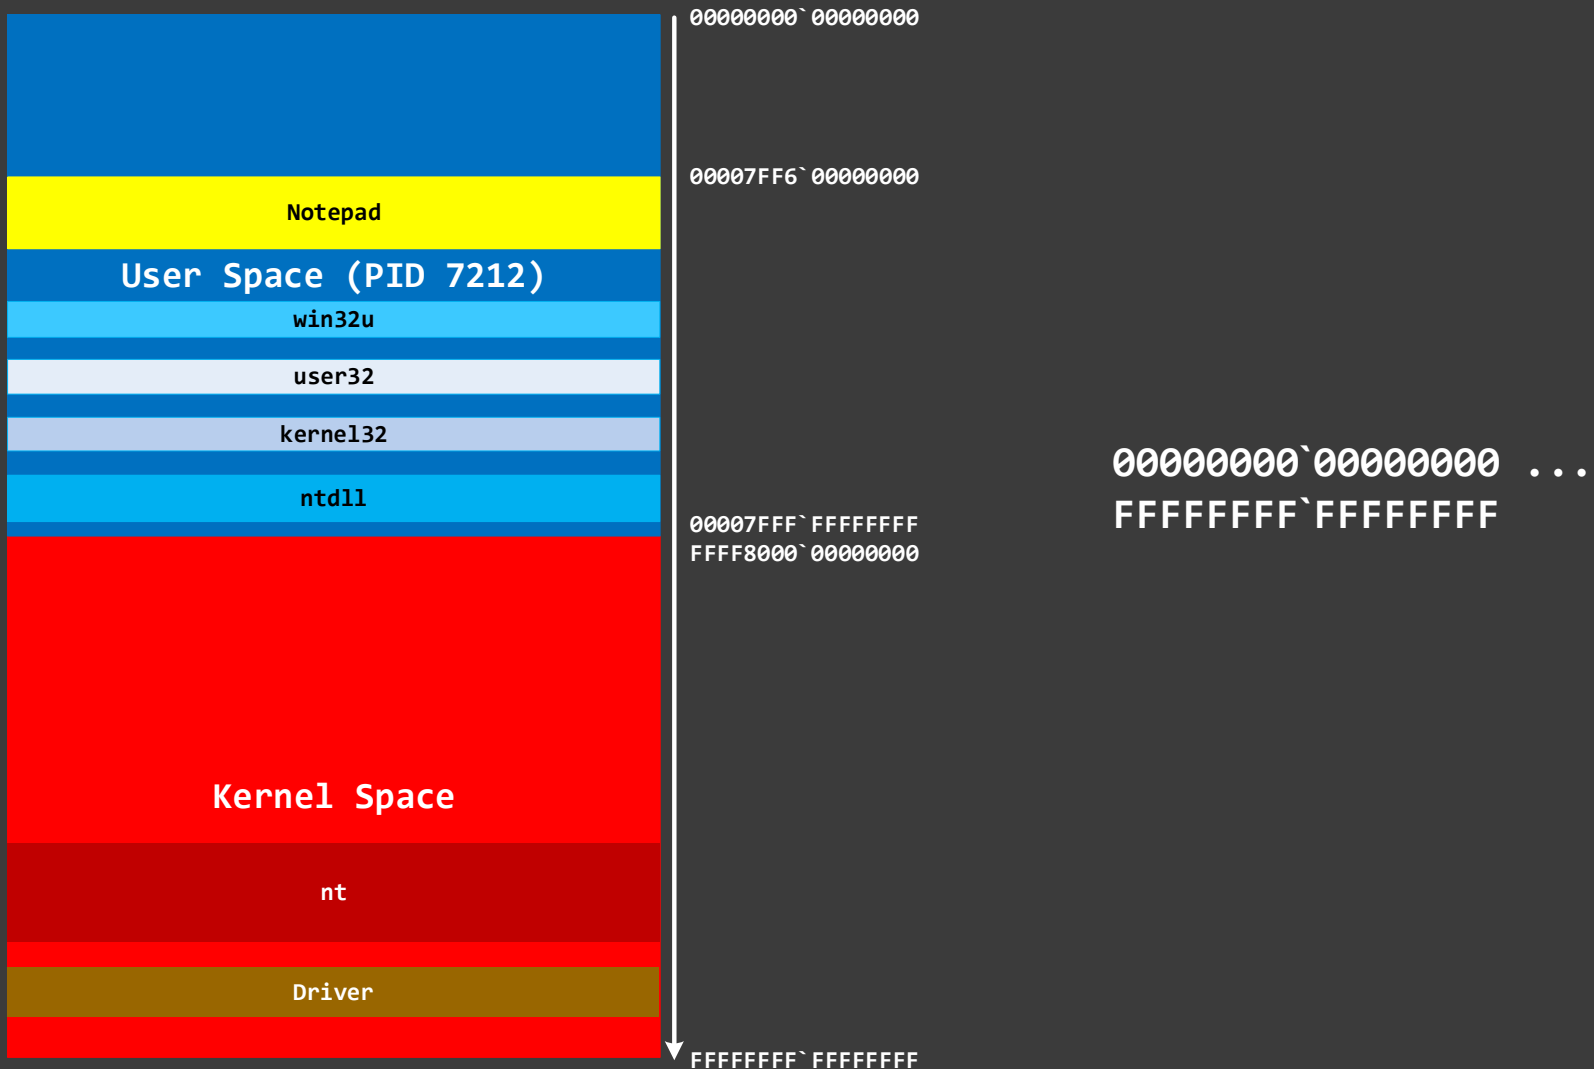 00000000`00000000
00007FF6`00000000
Notepad
User Space (PID 7212)
win32u
user32
kernel32
00000000`00000000 ...
FFFFFFFF`FFFFFFFF
ntdll
00007FFF`FFFFFFFF
FFFF8000`00000000
Kernel Space
nt
Driver
FFFFFFFF`FFFFFFFF